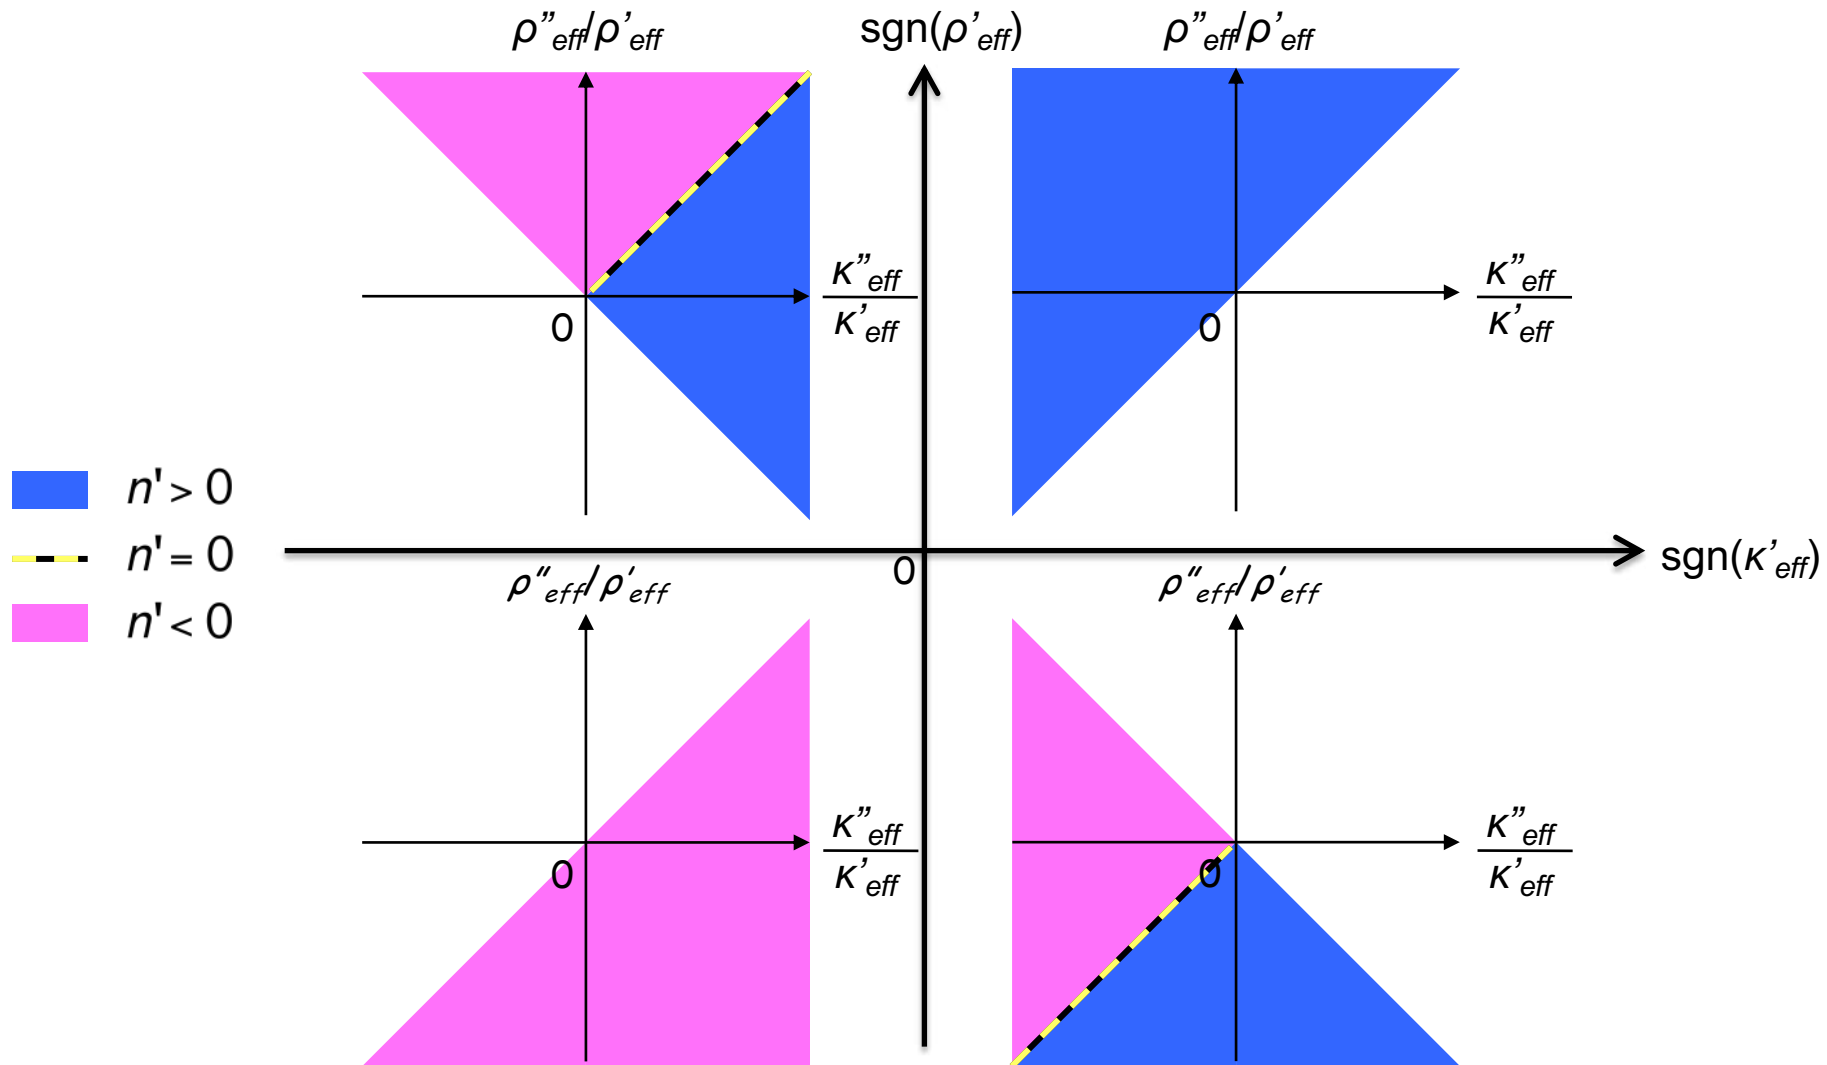 ρ”eff/ρ’eff
sgn(ρ’eff)
ρ”eff/ρ’eff
κ”eff
κ’eff
0
κ”eff
κ’eff
0
n' > 0
n' = 0
n' < 0
0
sgn(κ’eff)
ρ″eff/ρ′eff
ρ″eff/ρ′eff
κ”eff
κ’eff
0
κ”eff
κ’eff
0